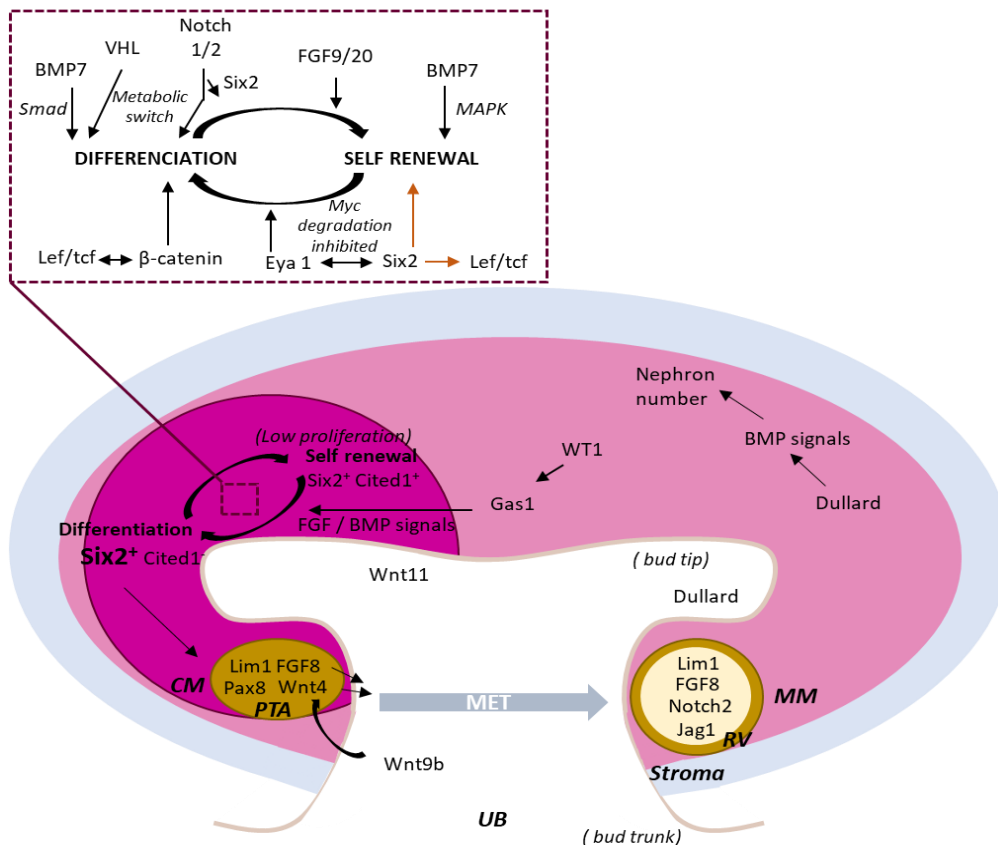 Notch
1/2
VHL
FGF9/20
BMP7
BMP7
Six2
Metabolic
switch
Smad
MAPK
DIFFERENCIATION
SELF RENEWAL
Myc
degradation
inhibited
Lef/tcf
β-catenin
Eya 1
Six2
Lef/tcf
Nephron
number
(Low proliferation)
Self renewal
Six2⁺ Cited1⁺
WT1
BMP signals
Gas1
Dullard
FGF / BMP signals
Differentiation
Six2⁺ Cited1⁻
Wnt11
( bud tip)
Dullard
Lim1 FGF8
Pax8 Wnt4
PTA
CM
MET
Lim1
FGF8
Notch2
Jag1
RV
MM
Wnt9b
Stroma
UB
( bud trunk)